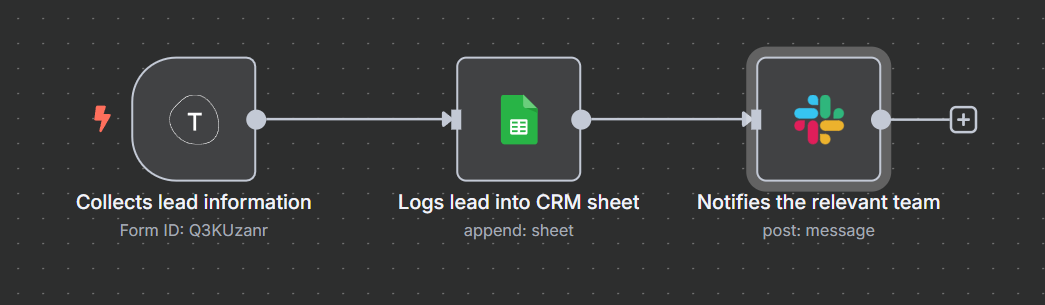 T
Collects lead information
Form ID: Q3KUzanr
Logs lead into CRM sheet
append: sheet
Notifies the relevant team
post: message